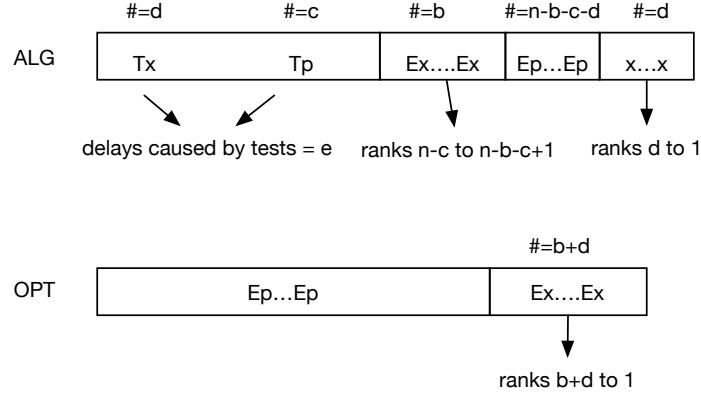 #=d #=c #=b #=n-b-c-d #=d
ALG Tx Tp Ex....Ex Ep...Ep x...x
delays caused by tests = e ranks n-c to n-b-c+1 ranks d to 1
#=b+d
OPT Ep...Ep Ex....Ex
ranks b+d to 1